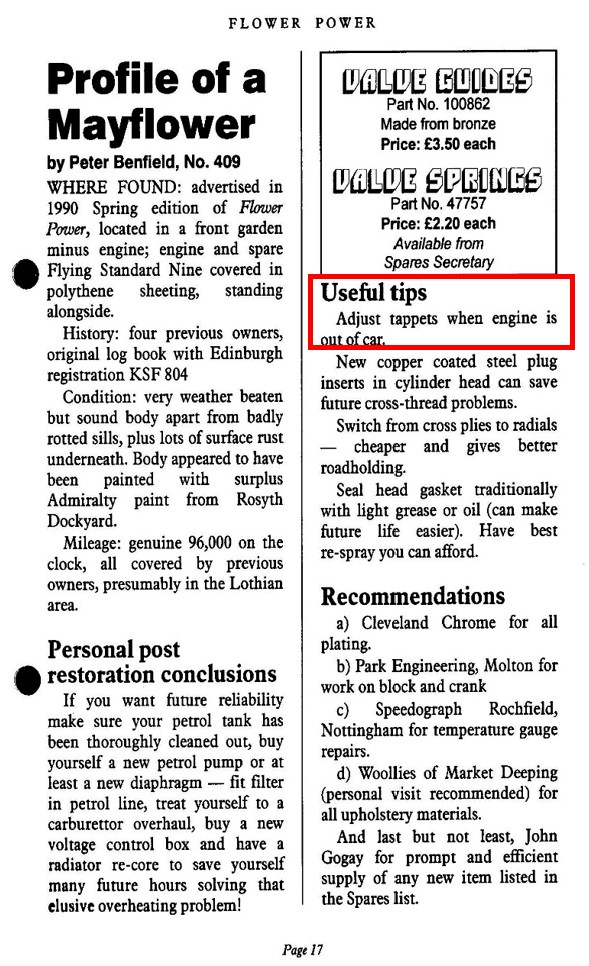 FLOWER POWER
Profile of a
Mayflower
by Peter Benfield, No. 409
WHERE FOUND: advertised in
1990 Spring edition of Flower
Power, located in a front garden
minus engine; engine and spare
Flying Standard Nine covered in
polythene sheeting, standing
alongside.
History: four previous owners,
original log book with Edinburgh
registration KSF 804
Condition: very weather beaten
but sound body apart from badly
rotted sills, plus lots of surface rust
underneath. Body appeared to have
been painted with surplus
Admiralty paint from Rosyth
Dockyard.
Mileage: genuine 96,000 on the
clock, all covered by previous
owners, presumably in the Lothian
area.
Personal post
restoration conclusions
If you want future reliability
make sure your petrol tank has
been thoroughly cleaned out, buy
yourself a new petrol pump or at
least a new diaphragm — fit filter
in petrol line, treat yourself to a
carburettor overhaul, buy a new
voltage control box and have a
radiator re-core to save yourself
many future hours solving that
elusive overheating problem!
VALVE GUIDES
Part No. 100862
Made from bronze
Price: £3.50 each
VALVE SPRINGS
Part No. 47757
Price: £2.20 each
Available from
Spares Secretary
Useful tips
Adjust tappets when engine is
out of car.
New copper coated steel plug
inserts in cylinder head can save
future cross-thread problems.
Switch from cross plies to radials
— cheaper and gives better
roadholding.
Seal head gasket traditionally
with light grease or oil (can make
future life easier). Have best
re-spray you can afford.
Recommendations
a) Cleveland Chrome for all
plating.
b) Park Engineering, Molton for
work on block and crank
c) Speedograph Rochfield,
Nottingham for temperature gauge
repairs.
d) Woollies of Market Deeping
(personal visit recommended) for
all upholstery materials.
And last but not least, John
Gogay for prompt and efficient
supply of any new item listed in
the Spares list.
Page 17